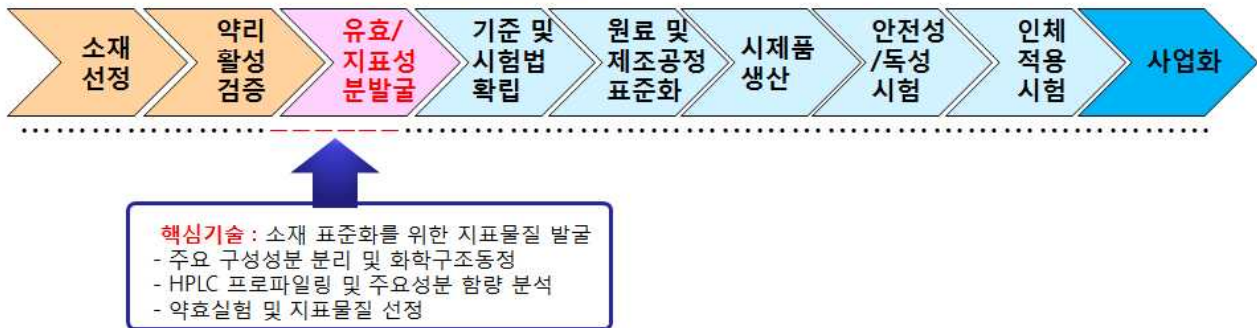 소재
선정
약리
활성
검증
유효/
지표성
분발굴
기준 및
시험법
확립
원료 및
제조공정
표준화
시제품
생산
안전성
/독성
시험
인체
적용
시험
사업화
핵심기술 : 소재 표준화를 위한 지표물질 발굴
- 주요 구성성분 분리 및 화학구조동정
- HPLC 프로파일링 및 주요성분 함량 분석
- 약효실험 및 지표물질 선정